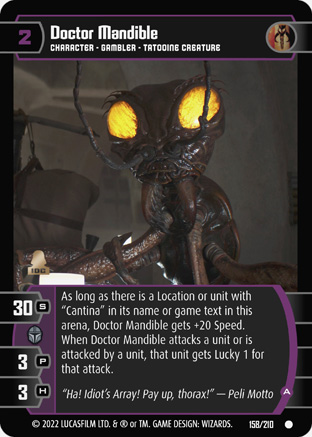 2
Doctor Mandible
CHARACTER • GAMBLER • TATOOINE CREATURE
30 S
As long as there is a Location or unit with
“Cantina” in its name or game text in this
arena, Doctor Mandible gets +20 Speed.
When Doctor Mandible attacks a unit or is
attacked by a unit, that unit gets Lucky 1 for
that attack.
3 P
3 H
“Ha! Idiot’s Array! Pay up, thorax!” — Peli Motto
A
© 2022 LUCASFILM LTD. & ® or TM. GAME DESIGN: WIZARDS. 158/210